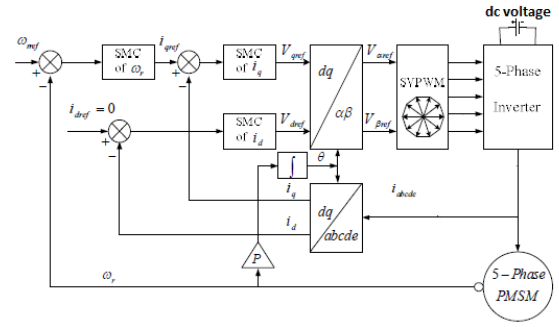 dc voltage
ω_mref
SMC
of ω_r
i_qref
SMC
of i_q
V_qref
dq
αβ
V_αref
SVPWM
5-Phase
Inverter
i_dref = 0
SMC
of i_d
V_dref
V_βref
∫
θ
i_q
i_d
dq
abcde
i_abcde
P
ω_r
5-Phase
PMSM
+
−
+
−
+
−